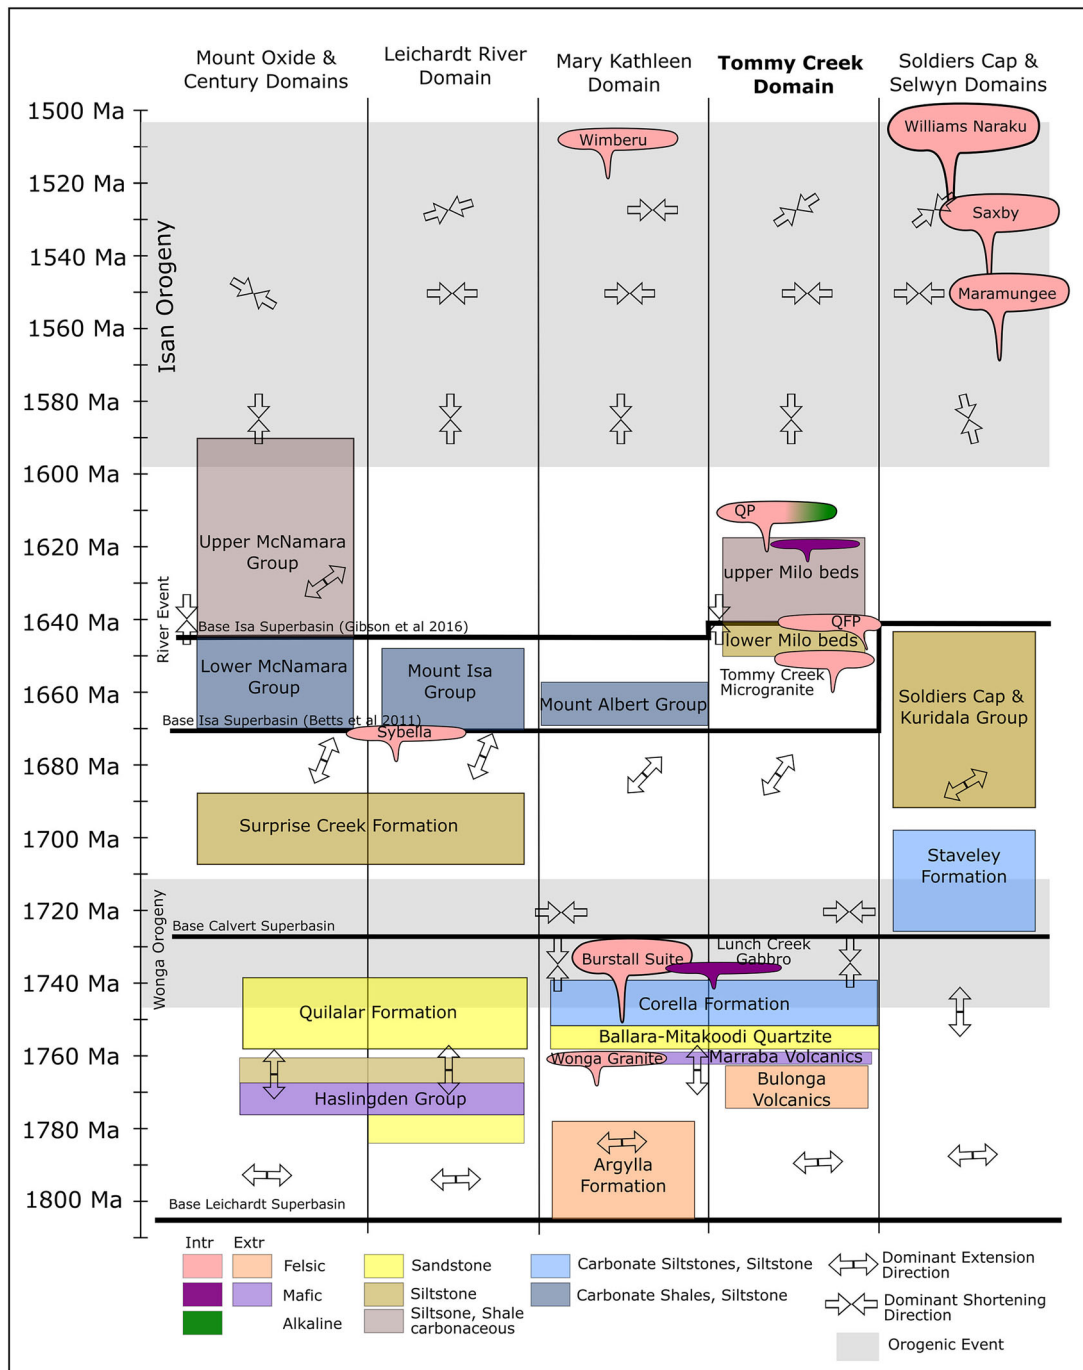 Mount Oxide &
Century Domains
Leichardt River
Domain
Mary Kathleen
Domain
Tommy Creek
Domain
Soldiers Cap &
Selwyn Domains
1500 Ma
1520 Ma
1540 Ma
1560 Ma
1580 Ma
1600 Ma
1620 Ma
1640 Ma
1660 Ma
1680 Ma
1700 Ma
1720 Ma
1740 Ma
1760 Ma
1780 Ma
1800 Ma
Isan Orogeny
River Event
Wonga Orogeny
Williams Naraku
Wimberu
Saxby
Maramungee
QP
Upper McNamara
Group
upper Milo beds
Base Isa Superbasin (Gibson et al 2016)
QFP
lower Milo beds
Lower McNamara
Group
Mount Isa
Group
Mount Albert Group
Tommy Creek
Microgranite
Soldiers Cap &
Kuridala Group
Base Isa Superbasin (Betts et al 2011)
Sybella
Surprise Creek Formation
Staveley
Formation
Base Calvert Superbasin
Burstall Suite
Lunch Creek
Gabbro
Quilalar Formation
Corella Formation
Ballara-Mitakoodi Quartzite
Wonga Granite
Marraba Volcanics
Haslingden Group
Bulonga
Volcanics
Argylla
Formation
Base Leichardt Superbasin
Intr
Extr
Felsic
Mafic
Alkaline
Sandstone
Siltstone
Siltsone, Shale
carbonaceous
Carbonate Siltstones, Siltstone
Carbonate Shales, Siltstone
Dominant Extension
Direction
Dominant Shortening
Direction
Orogenic Event